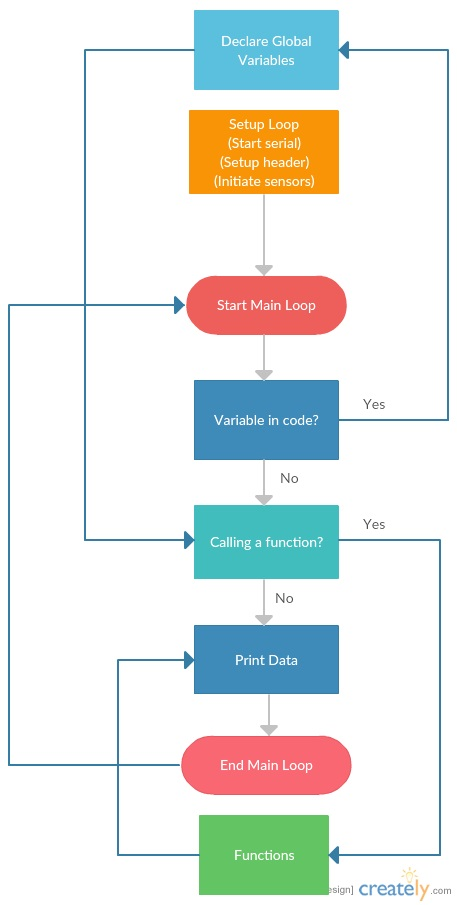 Declare Global
Variables
Setup Loop
(Start serial)
(Setup header)
(Initiate sensors)
Start Main Loop
Variable in code?
Yes
No
Calling a function?
Yes
No
Print Data
End Main Loop
Functions
creately.com